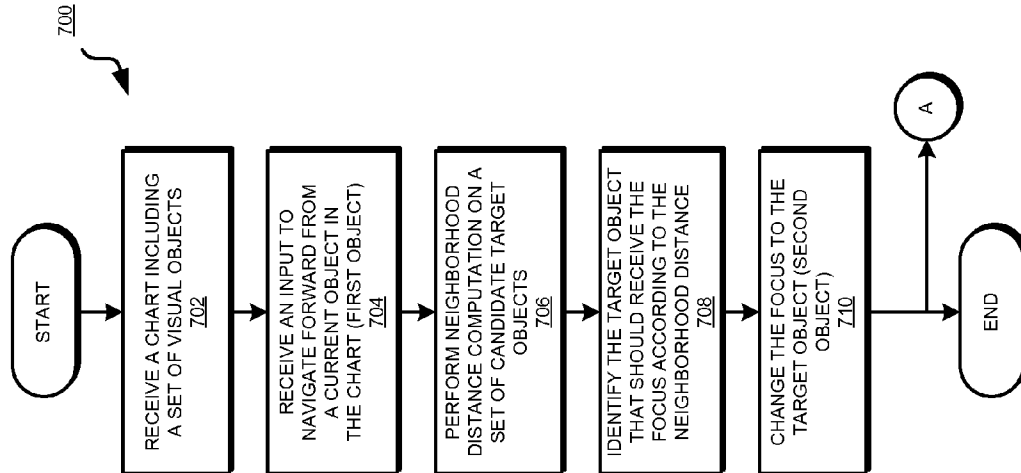 700
START
RECEIVE A CHART INCLUDING
A SET OF VISUAL OBJECTS
702
RECEIVE AN INPUT TO
NAVIGATE FORWARD FROM
A CURRENT OBJECT IN
THE CHART (FIRST OBJECT)
704
PERFORM NEIGHBORHOOD
DISTANCE COMPUTATION ON A
SET OF CANDIDATE TARGET
OBJECTS
706
IDENTIFY THE TARGET OBJECT
THAT SHOULD RECEIVE THE
FOCUS ACCORDING TO THE
NEIGHBORHOOD DISTANCE
708
CHANGE THE FOCUS TO THE
TARGET OBJECT (SECOND
OBJECT)
710
A
END